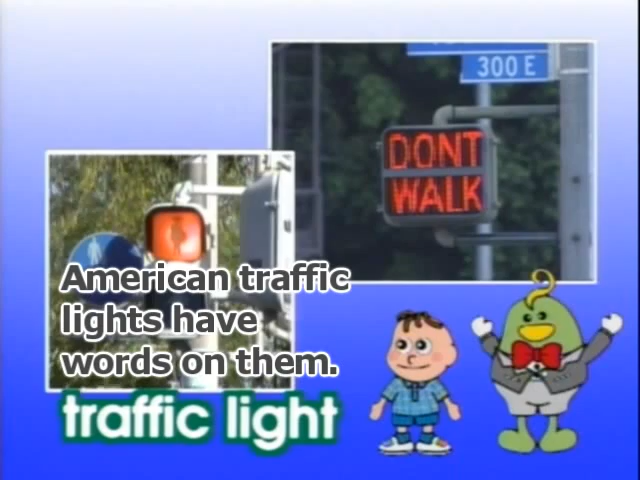 300 E
DONT
WALK
American traffic
lights have
words on them.
traffic light